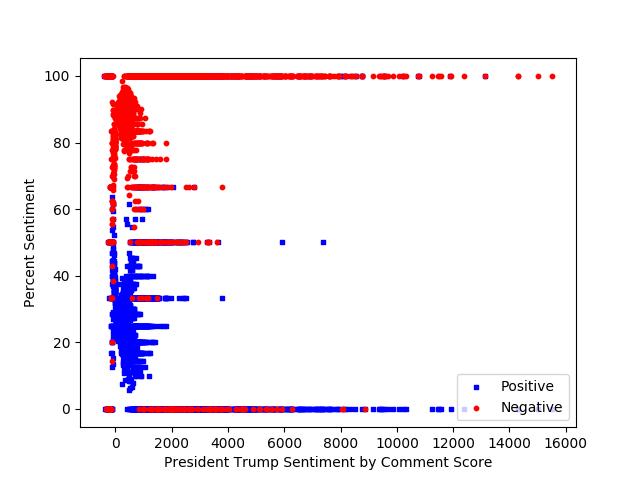 100
80
60
40
20
0
Percent Sentiment
0 2000 4000 6000 8000 10000 12000 14000 16000
President Trump Sentiment by Comment Score
Positive
Negative